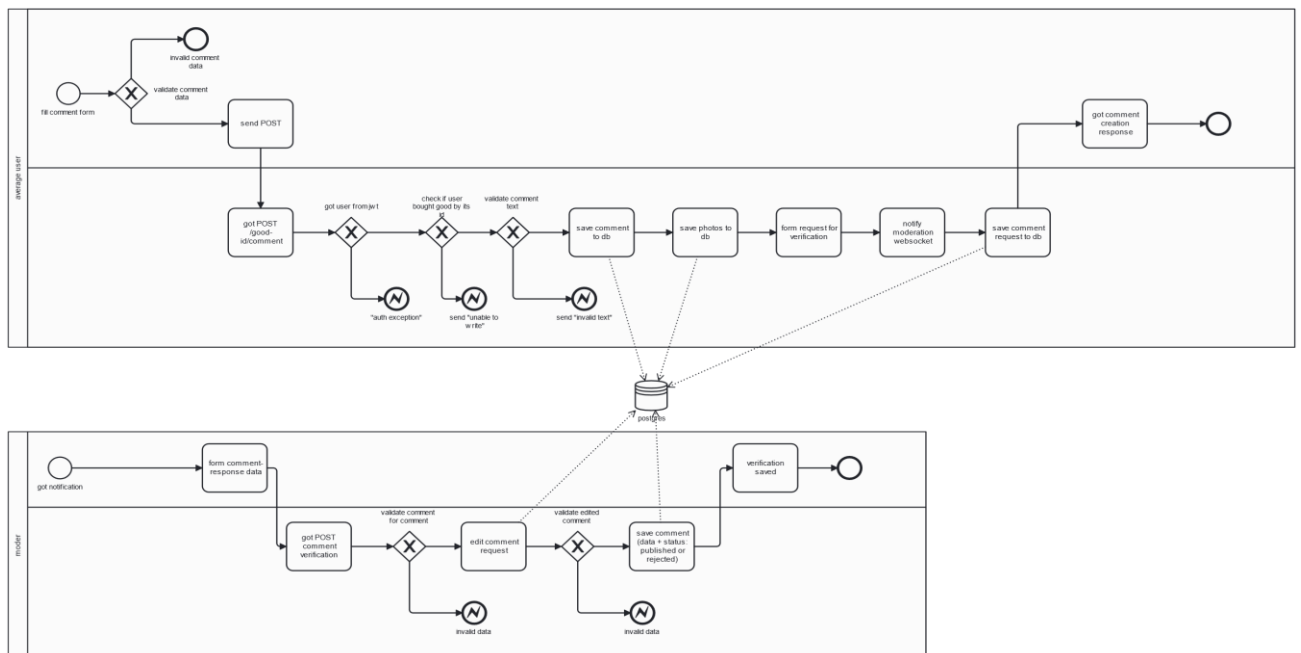 average user
invalid comment
data
validate comment
data
fill comment form
send POST
got comment
creation
response
got POST
/good-
id/comment
got user from jwt
check if user
bought good by its
id
validate comment
text
save comment
to db
save photos to
db
form request for
verification
notify
moderation
websocket
save comment
request to db
"auth exception"
send "unable to
write"
send "invalid text"
postgres
moder
got notification
form comment-
response data
verification
saved
got POST
comment
verification
validate comment
for comment
edit comment
request
validate edited
comment
save comment
(data + status:
published or
rejected)
invalid data
invalid data